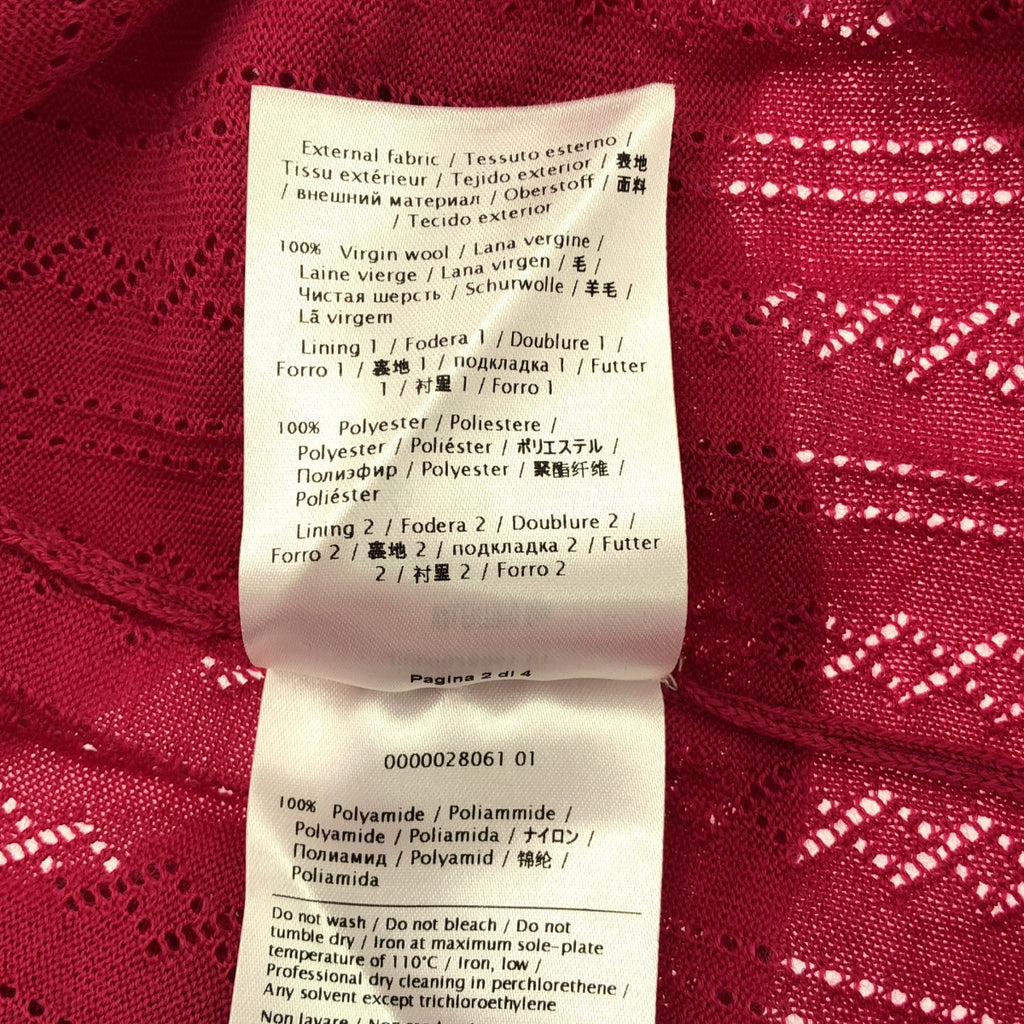 External fabric / Tessuto esterno /
Tissu extérieur / Tejido exterior / 表地
/ внешний материал / Oberstoff / 面料
/ Tecido exterior
100% Virgin wool / Lana vergine /
Laine vierge / Lana virgen / 毛 /
Чистая шерсть / Schurwolle / 羊毛 /
Lã virgem
Lining 1 / Fodera 1 / Doublure 1 /
Forro 1 / 裏地 1 / подкладка 1 / Futter
1 / 衬里 1 / Forro 1
100% Polyester / Poliestere /
Polyester / Poliéster / ポリエステル /
Полиэфир / Polyester / 聚酯纤维 /
Poliéster
Lining 2 / Fodera 2 / Doublure 2 /
Forro 2 / 裏地 2 / подкладка 2 / Futter
2 / 衬里 2 / Forro 2
Pagina 2 di 4
0000028061 01
100% Polyamide / Poliammide /
Polyamide / Poliamida / ナイロン /
Полиамид / Polyamid / 锦纶 /
Poliamida
Do not wash / Do not bleach / Do not
tumble dry / Iron at maximum sole-plate
temperature of 110°C / Iron, low /
Professional dry cleaning in perchlorethene /
Any solvent except trichloroethylene
Non lavare / Non